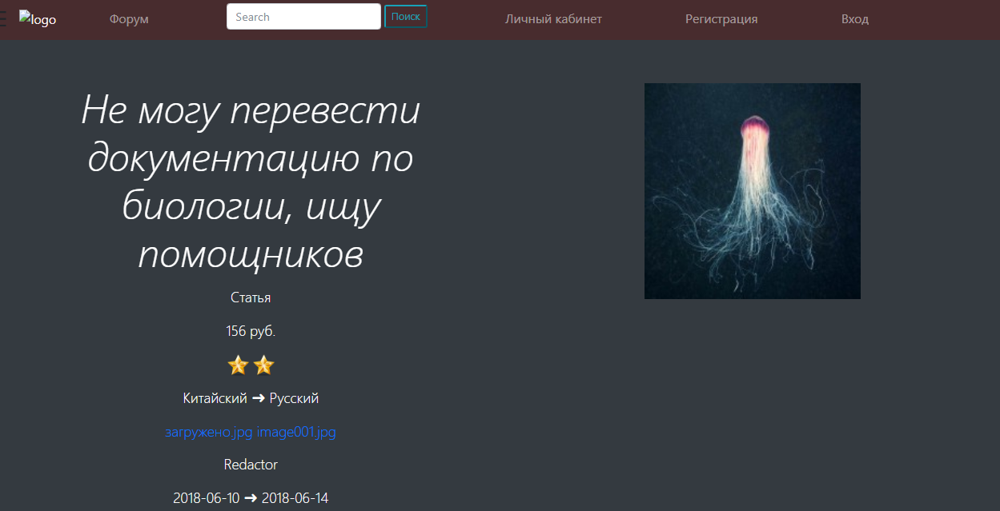 logo Форум Search Поиск Личный кабинет Регистрация Вход
Не могу перевести
документацию по
биологии, ищу
помощников
Статья
156 руб.
Китайский ➜ Русский
загружено.jpg image001.jpg
Redactor
2018-06-10 ➜ 2018-06-14